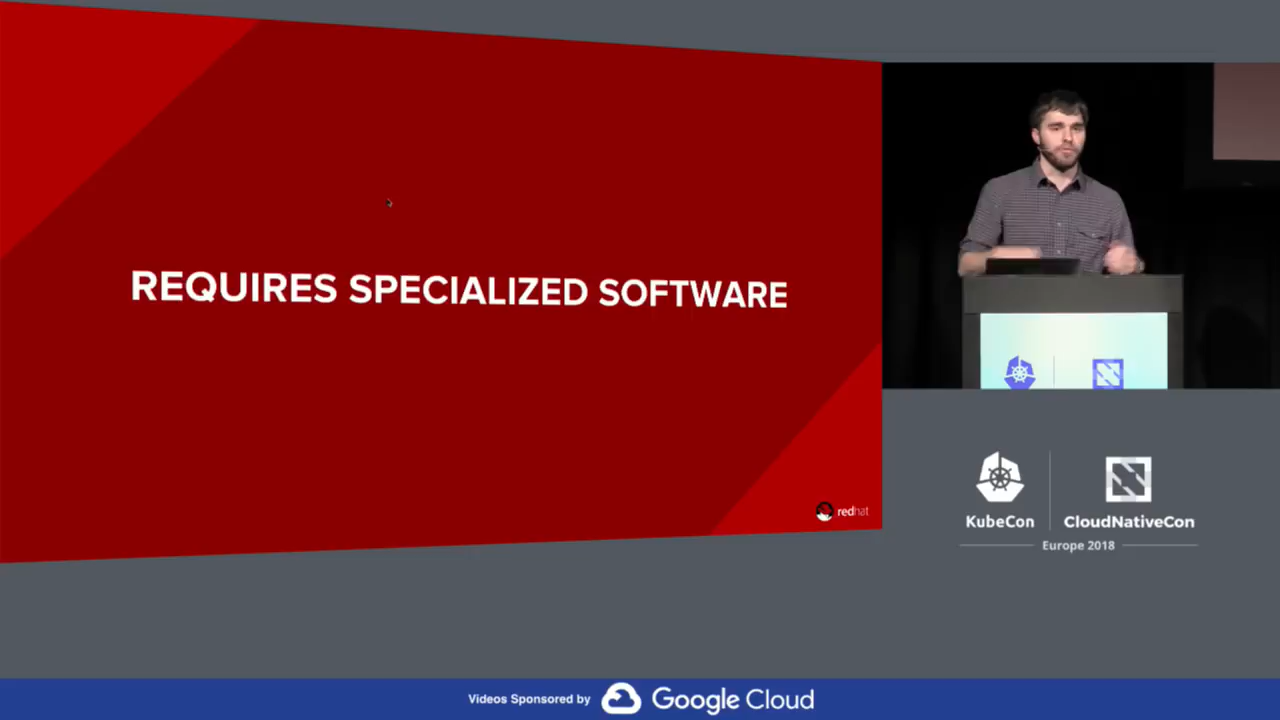 REQUIRES SPECIALIZED SOFTWARE
redhat
KubeCon
CloudNativeCon
Europe 2018
Videos Sponsored by Google Cloud